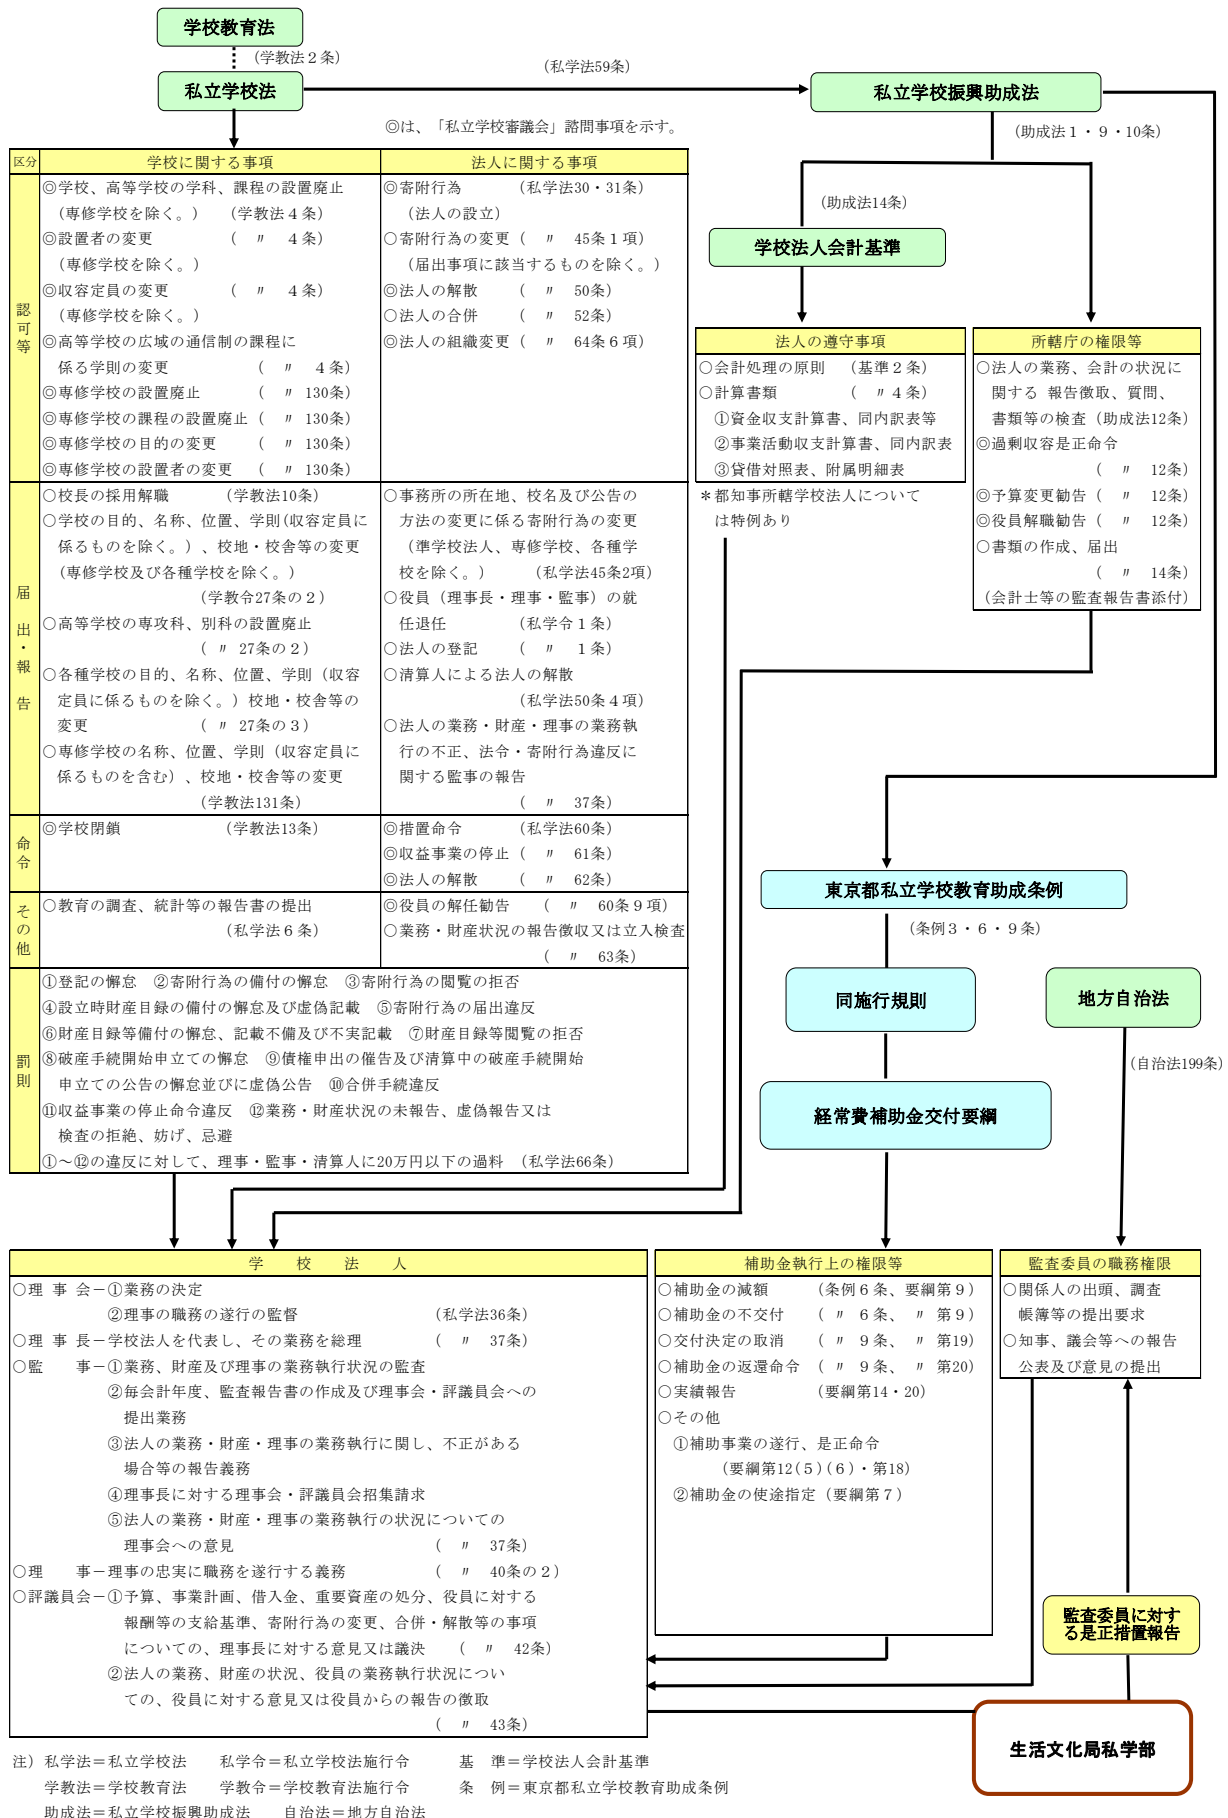 学校教育法
(学教法２条)
私立学校法
(私学法59条)
私立学校振興助成法
◎は、「私立学校審議会」諮問事項を示す。
(助成法１・９・10条)
区分 学校に関する事項 法人に関する事項
認可等
◎学校、高等学校の学科、課程の設置廃止
(専修学校を除く。) (学教法４条)
◎設置者の変更 ( 〃 ４条)
(専修学校を除く。)
◎収容定員の変更 ( 〃 ４条)
(専修学校を除く。)
◎高等学校の広域の通信制の課程に
係る学則の変更 ( 〃 ４条)
◎専修学校の設置廃止 ( 〃 130条)
◎専修学校の課程の設置廃止 ( 〃 130条)
◎専修学校の目的の変更 ( 〃 130条)
◎専修学校の設置者の変更 ( 〃 130条)
◎寄附行為 (私学法30・31条)
(法人の設立)
○寄附行為の変更 ( 〃 45条１項)
(届出事項に該当するものを除く。)
◎法人の解散 ( 〃 50条)
◎法人の合併 ( 〃 52条)
◎法人の組織変更 ( 〃 64条６項)
届出・報告
○校長の採用解職 (学教法10条)
○学校の目的、名称、位置、学則(収容定員に
係るものを除く。)、校地・校舎等の変更
(専修学校及び各種学校を除く。)
(学教令27条の２)
○高等学校の専攻科、別科の設置廃止
( 〃 27条の２)
○各種学校の目的、名称、位置、学則（収容
定員に係るものを除く。）校地・校舎等の
変更 ( 〃 27条の３)
○専修学校の名称、位置、学則（収容定員に
係るものを含む）、校地・校舎等の変更
(学教法131条)
○事務所の所在地、校名及び公告の
方法の変更に係る寄附行為の変更
(準学校法人、専修学校、各種学
校を除く。) (私学法45条2項)
○役員（理事長・理事・監事）の就
任退任 (私学令１条)
○法人の登記 ( 〃 １条)
○清算人による法人の解散
(私学法50条４項)
○法人の業務・財産・理事の業務執
行の不正、法令・寄附行為違反に
関する監事の報告
( 〃 37条)
命令
◎学校閉鎖 (学教法13条)
◎措置命令 (私学法60条)
◎収益事業の停止 ( 〃 61条)
◎法人の解散 ( 〃 62条)
その他
○教育の調査、統計等の報告書の提出
(私学法６条)
◎役員の解任勧告 ( 〃 60条９項)
○業務・財産状況の報告徴収又は立入検査
( 〃 63条)
罰則
①登記の懈怠 ②寄附行為の備付の懈怠 ③寄附行為の閲覧の拒否
④設立時財産目録の備付の懈怠及び虚偽記載 ⑤寄附行為の届出違反
⑥財産目録等備付の懈怠、記載不備及び不実記載 ⑦財産目録等閲覧の拒否
⑧破産手続開始申立ての懈怠 ⑨債権申出の催告及び清算中の破産手続開始
申立ての公告の懈怠並びに虚偽公告 ⑩合併手続違反
⑪収益事業の停止命令違反 ⑫業務・財産状況の未報告、虚偽報告又は
検査の拒絶、妨げ、忌避
①～⑫の違反に対して、理事・監事・清算人に20万円以下の過料 (私学法66条)
(助成法14条)
学校法人会計基準
法人の遵守事項
○会計処理の原則 (基準２条)
○計算書類 ( 〃４条)
①資金収支計算書、同内訳表等
②事業活動収支計算書、同内訳表
③貸借対照表、附属明細表
＊都知事所轄学校法人について
は特例あり
所轄庁の権限等
○法人の業務、会計の状況に
関する 報告徴取、質問、
書類等の検査 (助成法12条)
◎過剰収容是正命令
( 〃 12条)
◎予算変更勧告 ( 〃 12条)
◎役員解職勧告 ( 〃 12条)
○書類の作成、届出
( 〃 14条)
(会計士等の監査報告書添付)
東京都私立学校教育助成条例
(条例３・６・９条)
同施行規則
地方自治法
(自治法199条)
経常費補助金交付要綱
学校法人
○理事会－①業務の決定
②理事の職務の遂行の監督 (私学法36条)
○理事長－学校法人を代表し、その業務を総理 ( 〃 37条)
○監事－①業務、財産及び理事の業務執行状況の監査
②毎会計年度、監査報告書の作成及び理事会・評議員会への
提出業務
③法人の業務・財産・理事の業務執行に関し、不正がある
場合等の報告義務
④理事長に対する理事会・評議員会招集請求
⑤法人の業務・財産・理事の業務執行の状況についての
理事会への意見 ( 〃 37条)
○理事－理事の忠実に職務を遂行する義務 ( 〃 40条の２)
○評議員会－①予算、事業計画、借入金、重要資産の処分、役員に対する
報酬等の支給基準、寄附行為の変更、合併・解散等の事項
についての、理事長に対する意見又は議決 ( 〃 42条)
②法人の業務、財産の状況、役員の業務執行状況につい
ての、役員に対する意見又は役員からの報告の徴取
( 〃 43条)
補助金執行上の権限等
○補助金の減額 (条例６条、要綱第９)
○補助金の不交付 ( 〃 ６条、 〃 第９)
○交付決定の取消 ( 〃 ９条、 〃 第19)
○補助金の返還命令 ( 〃 ９条、 〃 第20)
○実績報告 (要綱第14・20)
○その他
①補助事業の遂行、是正命令
(要綱第12(５)(６)・第18)
②補助金の使途指定 (要綱第７)
監査委員の職務権限
○関係人の出頭、調査
帳簿等の提出要求
○知事、議会等への報告
公表及び意見の提出
監査委員に対す
る是正措置報告
生活文化局私学部
注）私学法＝私立学校法 私学令＝私立学校法施行令 基 準＝学校法人会計基準
学教法＝学校教育法 学教令＝学校教育法施行令 条 例＝東京都私立学校教育助成条例
助成法＝私立学校振興助成法 自治法＝地方自治法